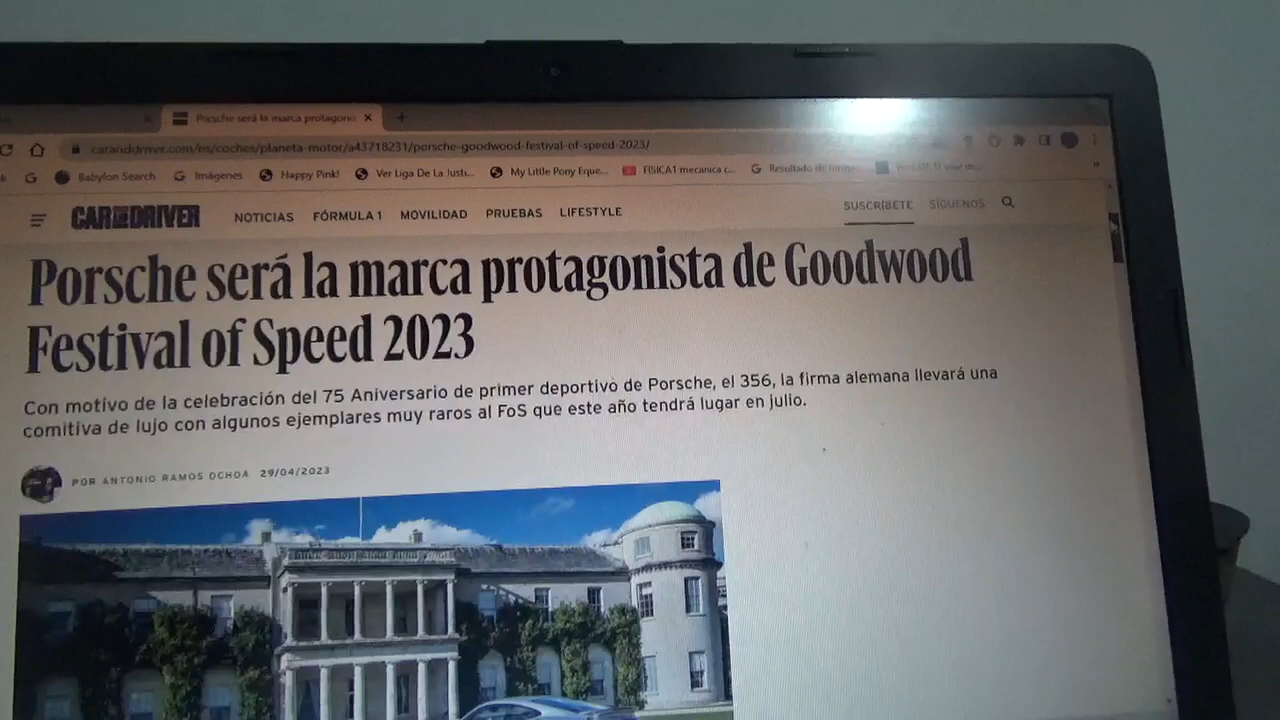 Porsche será la marca protagono
caranddriver.com/es/coches/planeta-motor/a43718231/porsche-goodwood-festival-of-speed-2023/
G Babylon Search G Imágenes Happy Pink! Ver Liga De La Justi... My Little Pony Eque... FISICA1 mecanica c... G Resultado de
CAR AND DRIVER NOTICIAS FÓRMULA 1 MOVILIDAD PRUEBAS LIFESTYLE SUSCRÍBETE SÍGUENOS
Porsche será la marca protagonista de Goodwood
Festival of Speed 2023
Con motivo de la celebración del 75 Aniversario de primer deportivo de Porsche, el 356, la firma alemana llevará una
comitiva de lujo con algunos ejemplares muy raros al FoS que este año tendrá lugar en julio.
POR ANTONIO RAMOS OCHOA 29/04/2023